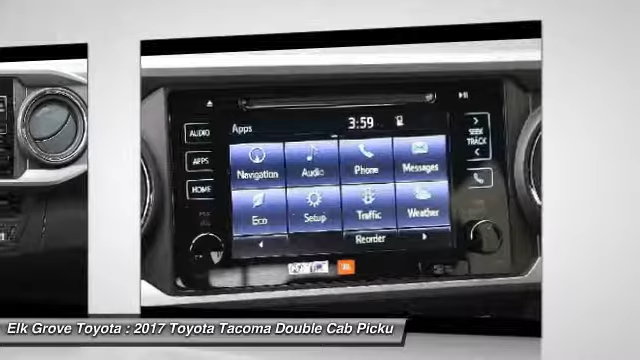 AUDIO
APPS
HOME
Apps
3:59
Navigation
Audio
Phone
Messages
Eco
Setup
Traffic
Weather
Reorder
SEEK
TRACK
JBL
Elk Grove Toyota : 2017 Toyota Tacoma Double Cab Picku